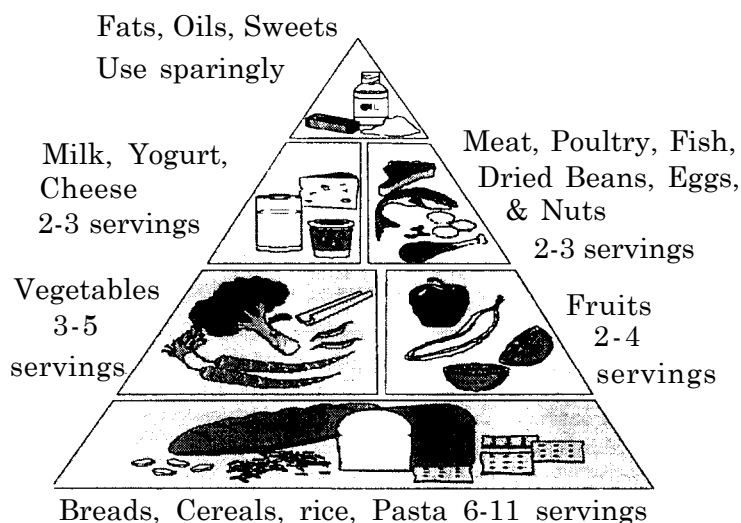 Fats, Oils, Sweets
Use sparingly
Milk, Yogurt,
Cheese
2-3 servings
Meat, Poultry, Fish,
Dried Beans, Eggs,
& Nuts
2-3 servings
Vegetables
3-5
servings
Fruits
2-4
servings
Breads, Cereals, rice, Pasta 6-11 servings